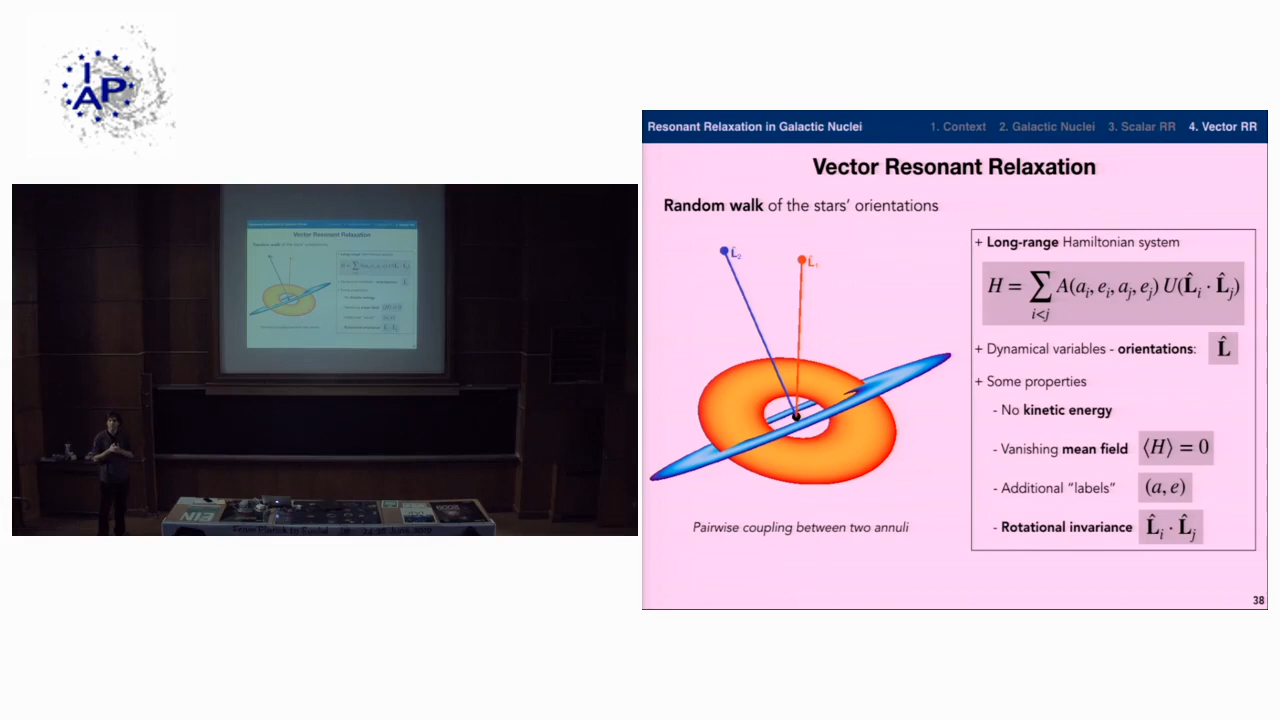 IAP
Resonant Relaxation in Galactic Nuclei
1. Context 2. Galactic Nuclei 3. Scalar RR 4. Vector RR
Vector Resonant Relaxation
Random walk of the stars’ orientations
L̂₂
L̂₁
Pairwise coupling between two annuli
+ Long-range Hamiltonian system
H = ∑ A(aᵢ, eᵢ, aⱼ, eⱼ) U(L̂ᵢ · L̂ⱼ)
i<j
+ Dynamical variables - orientations: L̂
+ Some properties
- No kinetic energy
- Vanishing mean field ⟨H⟩ = 0
- Additional “labels” (a, e)
- Rotational invariance L̂ᵢ · L̂ⱼ
38
Vector Resonant Relaxation